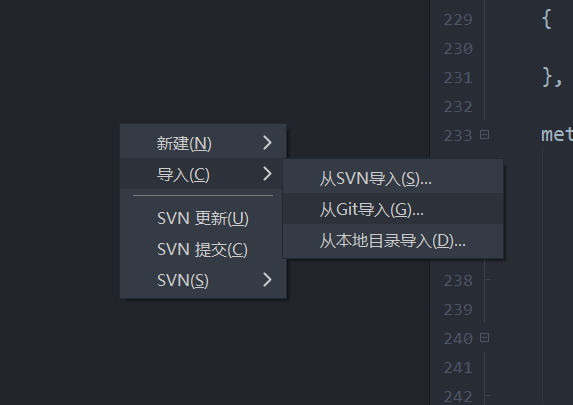 229 {
230
231 },
232
233 met
新建(N)
导入(C)
从SVN导入(S)...
从Git导入(G)...
从本地目录导入(D)...
SVN 更新(U)
SVN 提交(C)
SVN(S)
238
239
240
241
242